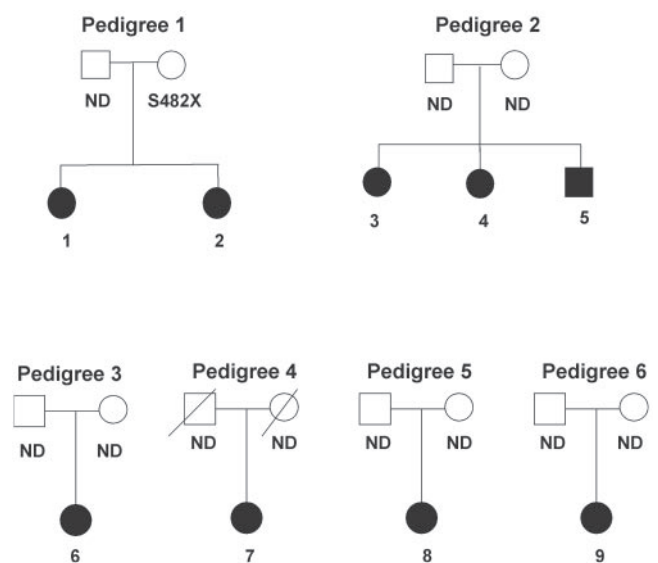 Pedigree 1
Pedigree 2
ND S482X
ND ND
1 2
3 4 5
Pedigree 3
Pedigree 4
Pedigree 5
Pedigree 6
ND ND
ND ND
ND ND
ND ND
6
7
8
9